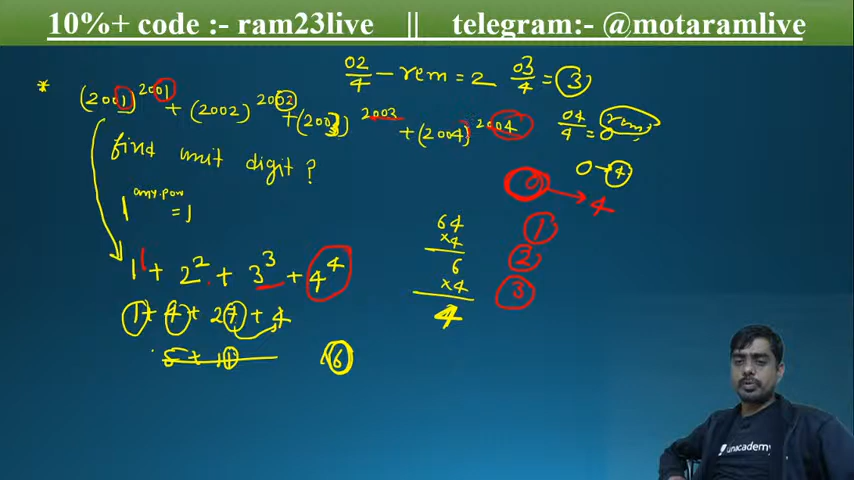 10%+ code :- ram23live || telegram:- @motaramlive
02/4 - rem = 2 03/4 = 3
* (2001)^2001 + (2002)^2002 + (2003)^2003 + (2004)^2004
04/4 = 0 rem
find unit digit?
0 → 4
0 → 4
1^any.pow = 1
64
×4
6
×4
4
1
2
3
1 + 2^2 + 3^3 + 4^4
1 + 4 + 27 + 4
6
unacademy